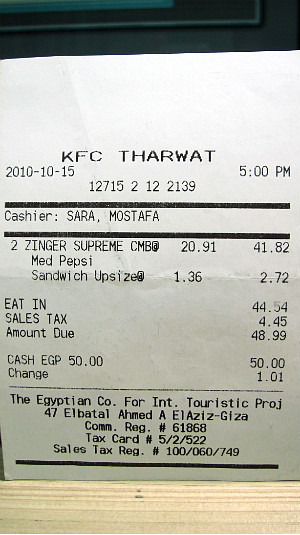 KFC THARWAT
2010-10-15 5:00 PM
12715 2 12 2139
Cashier: SARA, MOSTAFA
2 ZINGER SUPREME CMB@ 20.91 41.82
Med Pepsi
Sandwich Upsize@ 1.36 2.72
EAT IN 44.54
SALES TAX 4.45
Amount Due 48.99
CASH EGP 50.00 50.00
Change 1.01
The Egyptian Co. For Int. Touristic Proj
47 Elbatal Ahmed A ElAziz-Giza
Comm. Reg. # 61868
Tax Card # 5/2/522
Sales Tax Reg. # 100/060/749